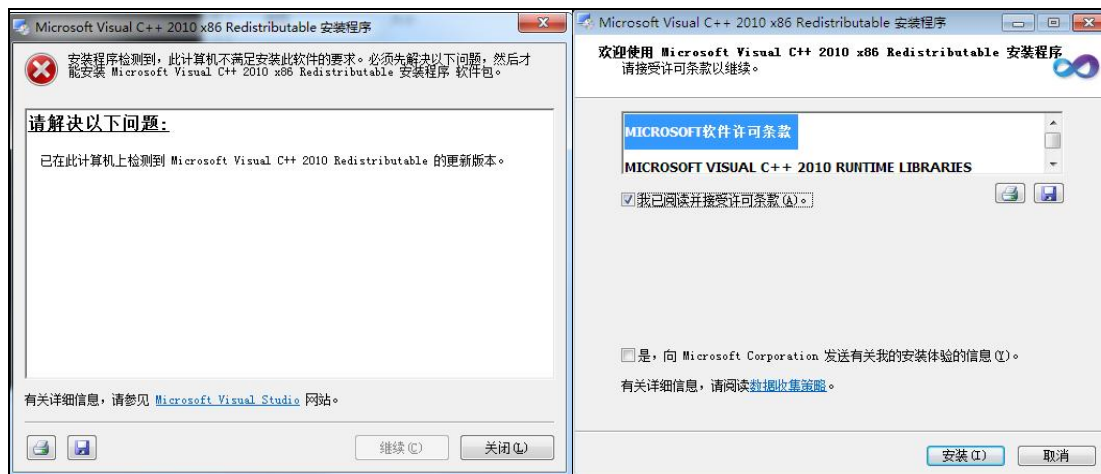 Microsoft Visual C++ 2010 x86 Redistributable 安装程序
安装程序检测到，此计算机不满足安装此软件的要求。必须先解决以下问题，然后才
能安装 Microsoft Visual C++ 2010 x86 Redistributable 安装程序 软件包。
请解决以下问题:
已在此计算机上检测到 Microsoft Visual C++ 2010 Redistributable 的更新版本。
有关详细信息，请参见 Microsoft Visual Studio 网站。
继续(C)
关闭(L)
Microsoft Visual C++ 2010 x86 Redistributable 安装程序
欢迎使用 Microsoft Visual C++ 2010 x86 Redistributable 安装程序
请接受许可条款以继续。
MICROSOFT软件许可条款
MICROSOFT VISUAL C++ 2010 RUNTIME LIBRARIES
我已阅读并接受许可条款(A)。
是，向 Microsoft Corporation 发送有关我的安装体验的信息(Y)。
有关详细信息，请阅读数据收集策略。
安装(I)
取消